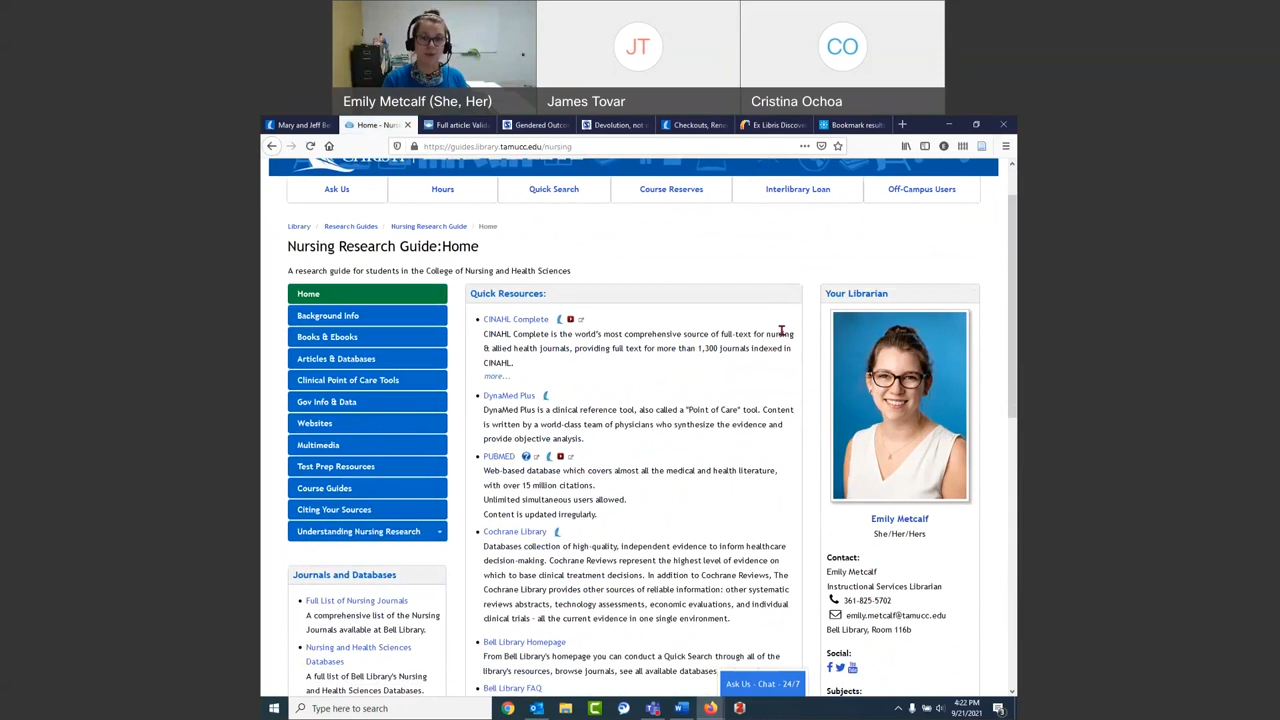 JT
CO
Emily Metcalf (She, Her)
James Tovar
Cristina Ochoa
Mary and Jeff Be
Home - Nurs
Full article: Valid
Gendered Outco
Devolution, not
Checkouts, Rene
Ex Libris Discove
Bookmark results
https://guides.library.tamucc.edu/nursing
Ask Us
Hours
Quick Search
Course Reserves
Interlibrary Loan
Off-Campus Users
Library
Research Guides
Nursing Research Guide
Home
Nursing Research Guide:Home
A research guide for students in the College of Nursing and Health Sciences
Home
Background Info
Books & Ebooks
Articles & Databases
Clinical Point of Care Tools
Gov Info & Data
Websites
Multimedia
Test Prep Resources
Course Guides
Citing Your Sources
Understanding Nursing Research
Journals and Databases
Full List of Nursing Journals
A comprehensive list of the Nursing
Journals available at Bell Library.
Nursing and Health Sciences
Databases
A full list of Bell Library's Nursing
and Health Sciences Databases.
Quick Resources:
CINAHL Complete
CINAHL Complete is the world's most comprehensive source of full-text for nursing
& allied health journals, providing full text for more than 1,300 journals indexed in
CINAHL.
more...
DynaMed Plus
DynaMed Plus is a clinical reference tool, also called a "Point of Care" tool. Content
is written by a world-class team of physicians who synthesize the evidence and
provide objective analysis.
PUBMED
Web-based database which covers almost all the medical and health literature,
with over 15 million citations.
Unlimited simultaneous users allowed.
Content is updated irregularly.
Cochrane Library
Databases collection of high-quality, independent evidence to inform healthcare
decision-making. Cochrane Reviews represent the highest level of evidence on
which to base clinical treatment decisions. In addition to Cochrane Reviews, The
Cochrane Library provides other sources of reliable information: other systematic
reviews abstracts, technology assessments, economic evaluations, and individual
clinical trials – all the current evidence in one single environment.
Bell Library Homepage
From Bell Library's homepage you can conduct a Quick Search through all of the
library's resources, browse journals, see all available databases
Bell Library FAQ
Your Librarian
Emily Metcalf
She/Her/Hers
Contact:
Emily Metcalf
Instructional Services Librarian
361-825-5702
emily.metcalf@tamucc.edu
Bell Library, Room 116b
Social:
Subjects:
Ask Us - Chat - 24/7
Type here to search
4:22 PM
9/21/2021